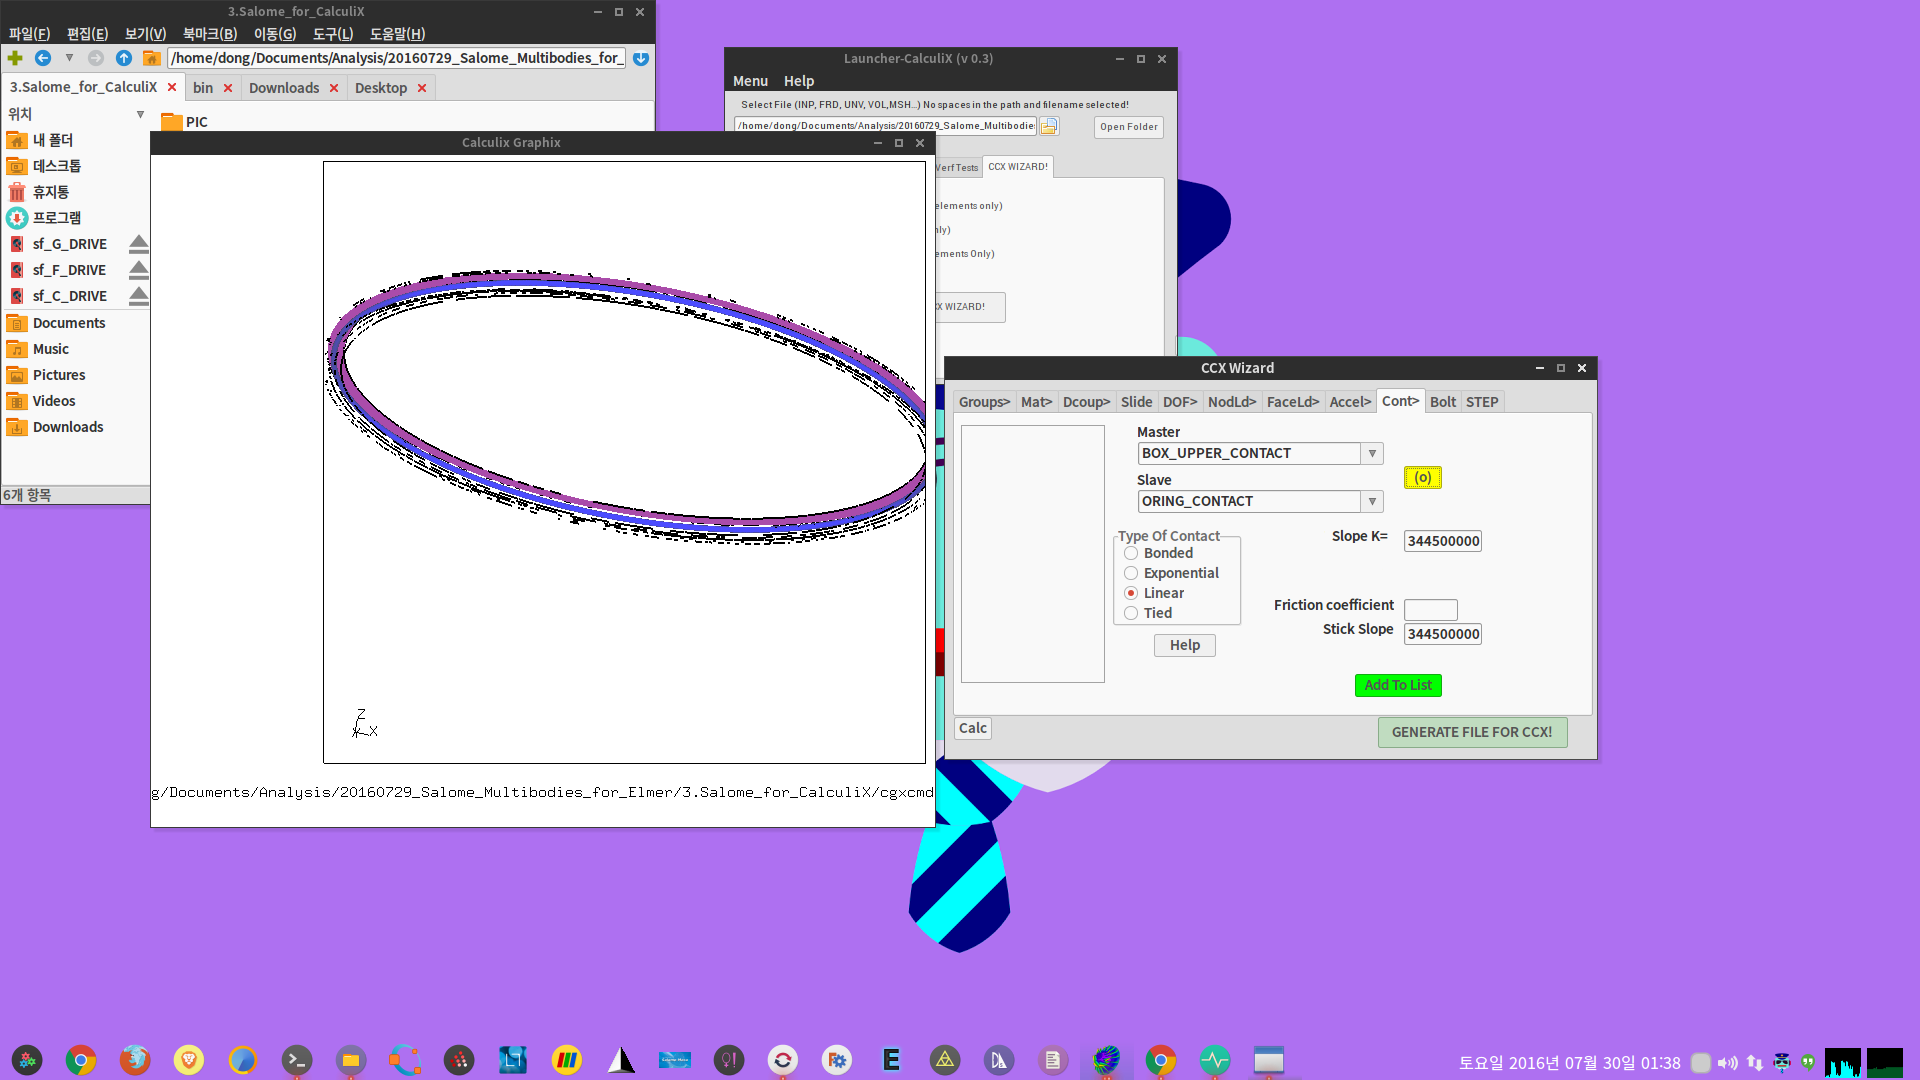 3.Salome_for_CalculiX
파일(F) 편집(E) 보기(V) 북마크(B) 이동(G) 도구(L) 도움말(H)
/home/dong/Documents/Analysis/20160729_Salome_Multibodies_for_
3.Salome_for_CalculiX bin Downloads Desktop
위치
PIC
내 폴더
데스크톱
휴지통
프로그램
sf_G_DRIVE
sf_F_DRIVE
sf_C_DRIVE
Documents
Music
Pictures
Videos
Downloads
6개 항목
Launcher-CalculiX (v 0.3)
Menu Help
Select File (INP, FRD, UNV, VOL,MSH...) No spaces in the path and filename selected!
/home/dong/Documents/Analysis/20160729_Salome_Multibodie
Open Folder
Verf Tests CCX WIZARD!
elements only)
nly)
ements Only)
CX WIZARD!
Calculix Graphix
Z
X
g/Documents/Analysis/20160729_Salome_Multibodies_for_Elmer/3.Salome_for_CalculiX/cgxcmd
CCX Wizard
Groups> Mat> Dcoup> Slide DOF> NodLd> FaceLd> Accel> Cont> Bolt STEP
Master
BOX_UPPER_CONTACT
(o)
Slave
ORING_CONTACT
Type Of Contact
Bonded
Exponential
Linear
Tied
Help
Slope K=
344500000
Friction coefficient
Stick Slope
344500000
Add To List
Calc
GENERATE FILE FOR CCX!
토요일 2016년 07월 30일 01:38